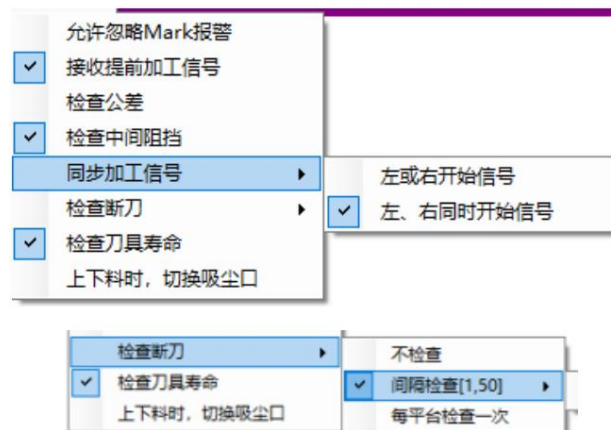 允许忽略Mark报警
接收提前加工信号
检查公差
检查中间阻挡
同步加工信号
左或右开始信号
检查断刀
左、右同时开始信号
检查刀具寿命
上下料时，切换吸尘口
检查断刀
不检查
检查刀具寿命
间隔检查[1,50]
上下料时，切换吸尘口
每平台检查一次